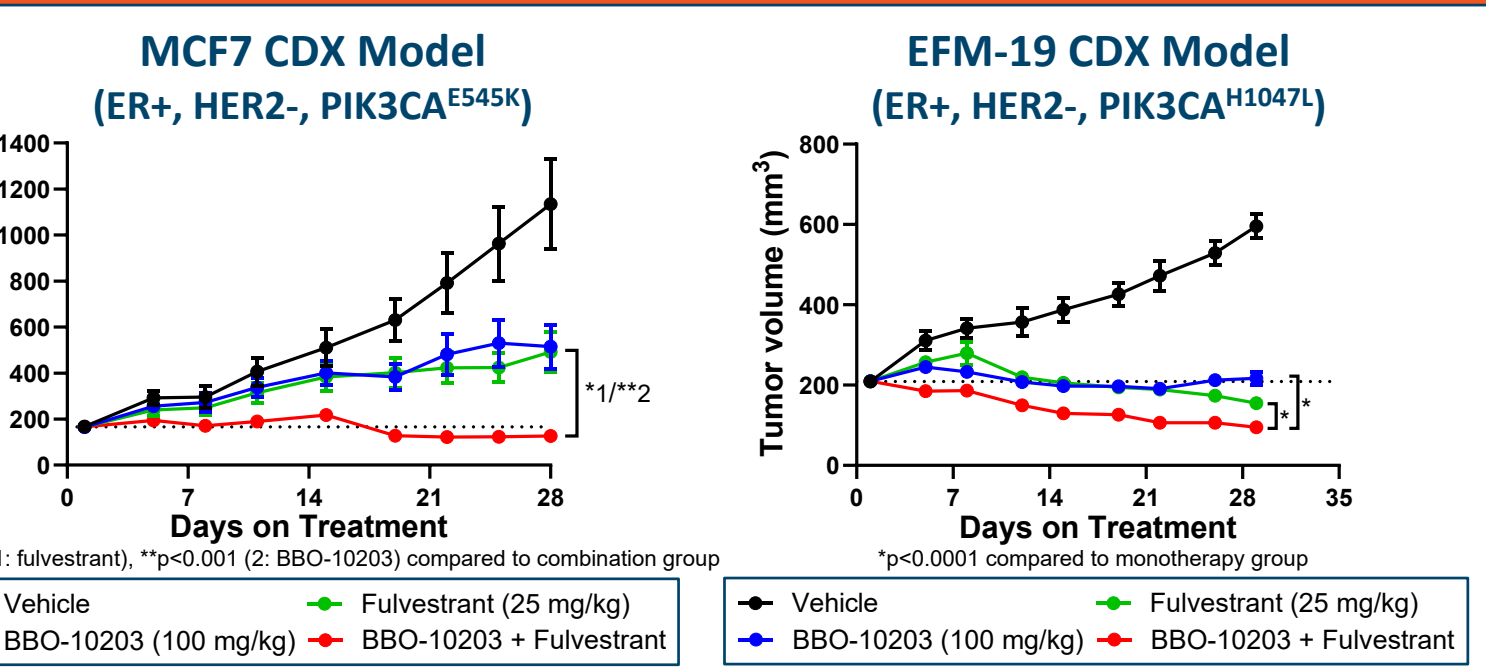 MCF7 CDX Model
(ER+, HER2-, PIK3CA^E545K)
1400
1200
1000
800
600
400
200
0
0 7 14 21 28
Days on Treatment
*1/**2
1: fulvestrant), **p<0.001 (2: BBO-10203) compared to combination group
Vehicle
Fulvestrant (25 mg/kg)
BBO-10203 (100 mg/kg)
BBO-10203 + Fulvestrant
EFM-19 CDX Model
(ER+, HER2-, PIK3CA^H1047L)
Tumor volume (mm³)
800
600
400
200
0
0 7 14 21 28 35
Days on Treatment
*
*
*p<0.0001 compared to monotherapy group
Vehicle
Fulvestrant (25 mg/kg)
BBO-10203 (100 mg/kg)
BBO-10203 + Fulvestrant